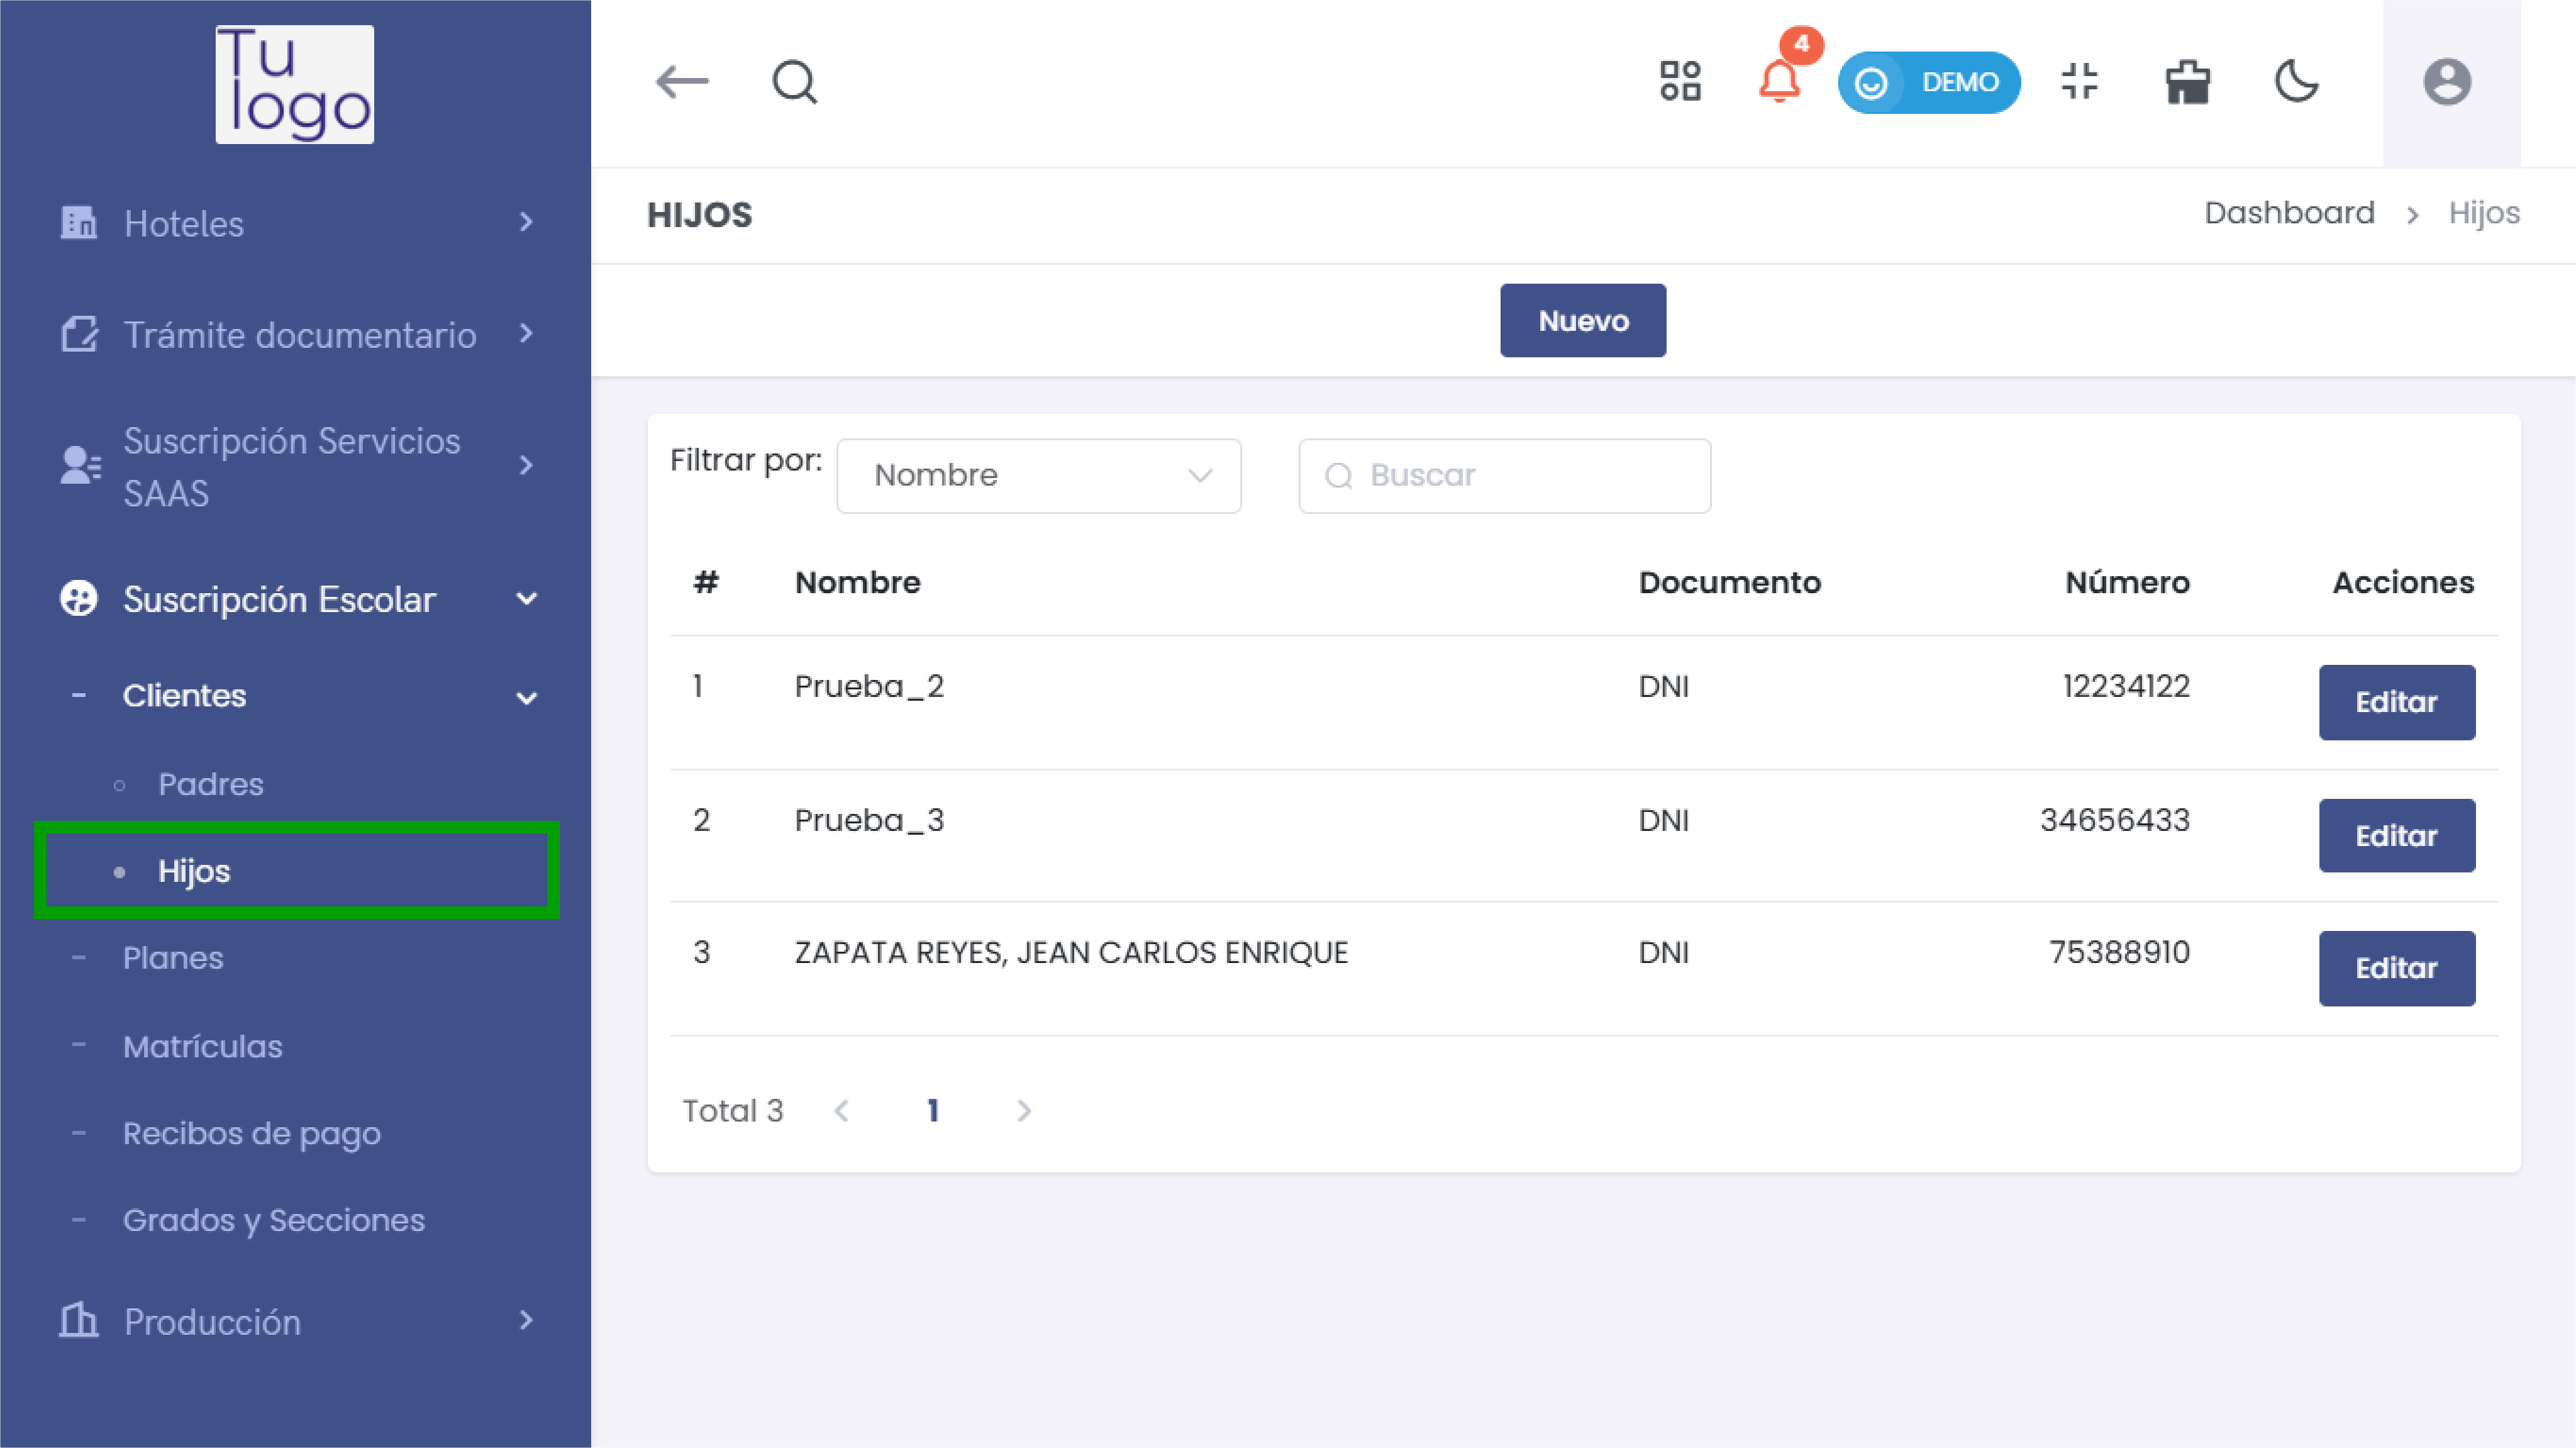 Tu
logo
Hoteles
Trámite documentario
Suscripción Servicios
SAAS
Suscripción Escolar
Clientes
Padres
Hijos
Planes
Matrículas
Recibos de pago
Grados y Secciones
Producción
4
DEMO
HIJOS
Dashboard > Hijos
Nuevo
Filtrar por: Nombre Buscar
# Nombre Documento Número Acciones
1 Prueba_2 DNI 12234122 Editar
2 Prueba_3 DNI 34656433 Editar
3 ZAPATA REYES, JEAN CARLOS ENRIQUE DNI 75388910 Editar
Total 3 < 1 >